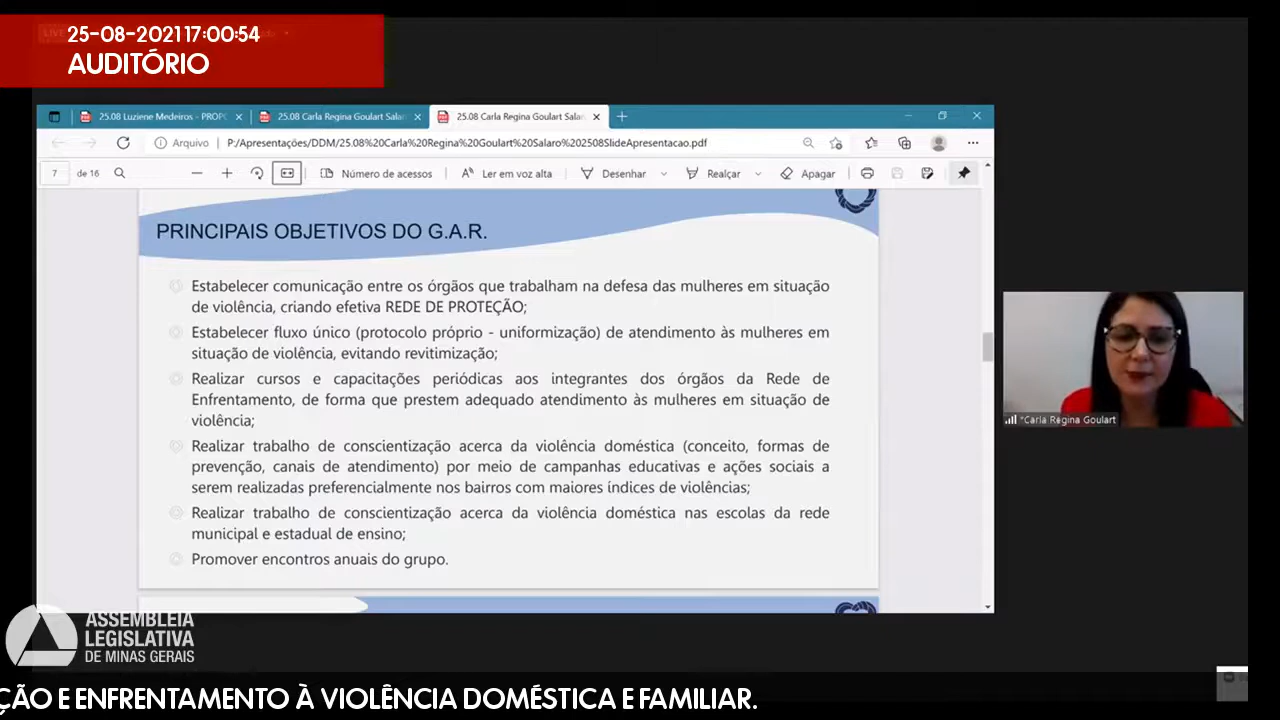 25-08-2021 17:00:54
AUDITÓRIO
25.08 Luziene Medeiros - PROPO
25.08 Carla Regina Goulart Salar
25.08 Carla Regina Goulart Salar
Arquivo
P:/Apresentações/DDM/25.08%20Carla%20Regina%20Goulart%20Salaro%202508SlideApresentacao.pdf
7 de 16
Número de acessos
Ler em voz alta
Desenhar
Realçar
Apagar
PRINCIPAIS OBJETIVOS DO G.A.R.
Estabelecer comunicação entre os órgãos que trabalham na defesa das mulheres em situação
de violência, criando efetiva REDE DE PROTEÇÃO;
Estabelecer fluxo único (protocolo próprio - uniformização) de atendimento às mulheres em
situação de violência, evitando revitimização;
Realizar cursos e capacitações periódicas aos integrantes dos órgãos da Rede de
Enfrentamento, de forma que prestem adequado atendimento às mulheres em situação de
violência;
Realizar trabalho de conscientização acerca da violência doméstica (conceito, formas de
prevenção, canais de atendimento) por meio de campanhas educativas e ações sociais a
serem realizadas preferencialmente nos bairros com maiores índices de violências;
Realizar trabalho de conscientização acerca da violência doméstica nas escolas da rede
municipal e estadual de ensino;
Promover encontros anuais do grupo.
*Carla Regina Goulart
ASSEMBLEIA
LEGISLATIVA
DE MINAS GERAIS
ÇÃO E ENFRENTAMENTO À VIOLÊNCIA DOMÉSTICA E FAMILIAR.